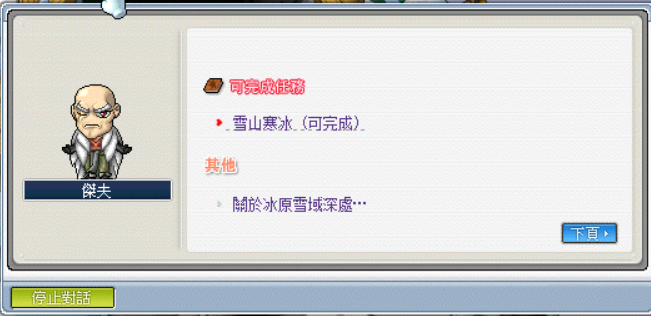 可完成任務
雪山寒冰 (可完成)
其他
關於冰原雪域深處…
傑夫
下頁
停止對話